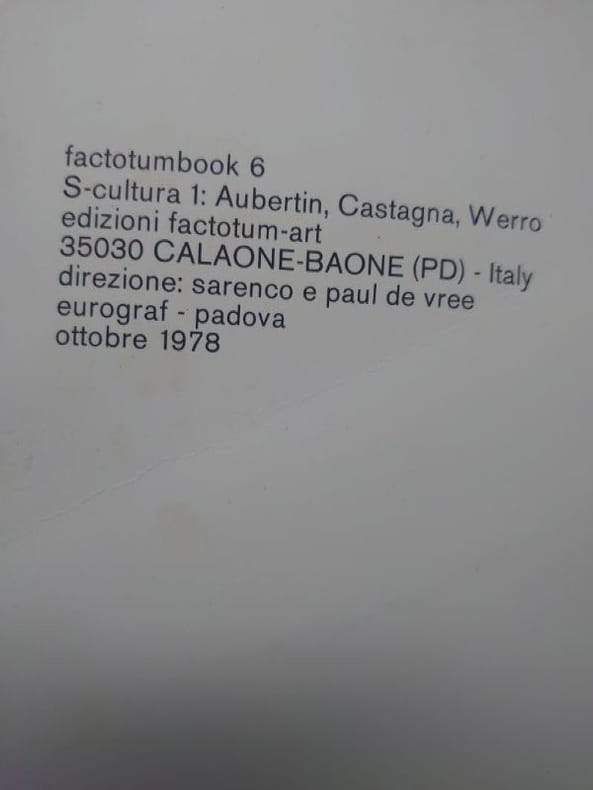 factotumbook 6
S-cultura 1: Aubertin, Castagna, Werro
edizioni factotum-art
35030 CALAONE-BAONE (PD) - Italy
direzione: sarenco e paul de vree
eurograf - padova
ottobre 1978